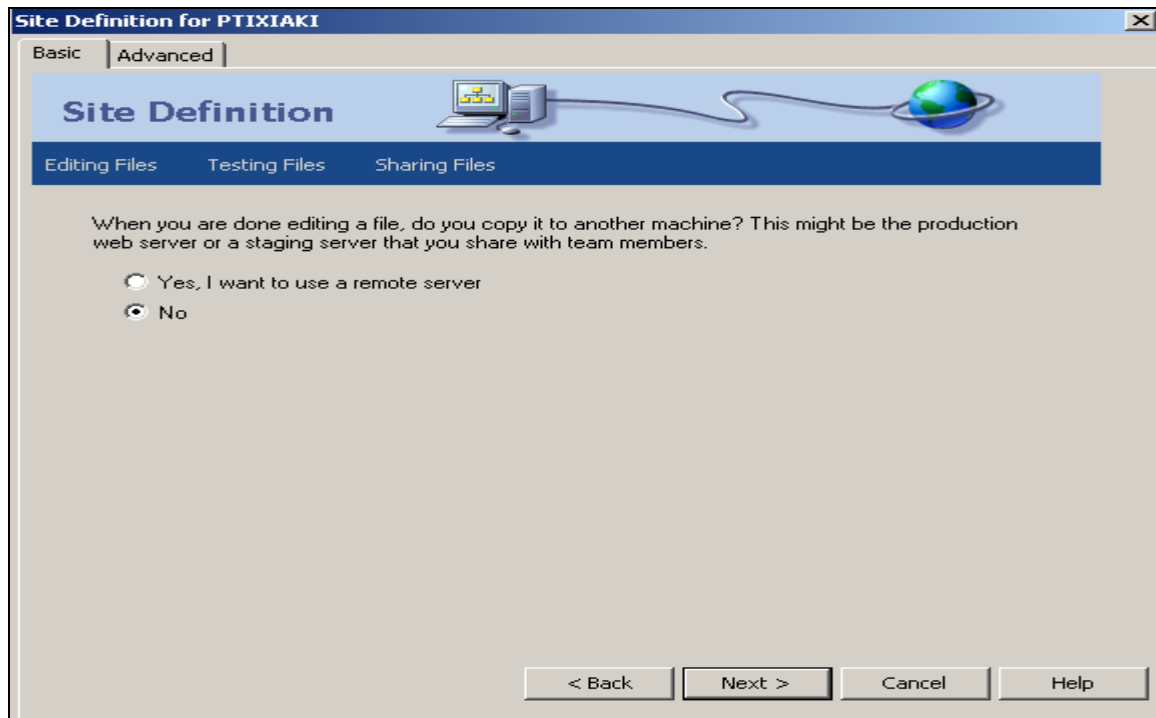 Site Definition for PTIXIAKI
Basic Advanced
Site Definition
Editing Files Testing Files Sharing Files
When you are done editing a file, do you copy it to another machine? This might be the production
web server or a staging server that you share with team members.
Yes, I want to use a remote server
No
< Back Next > Cancel Help